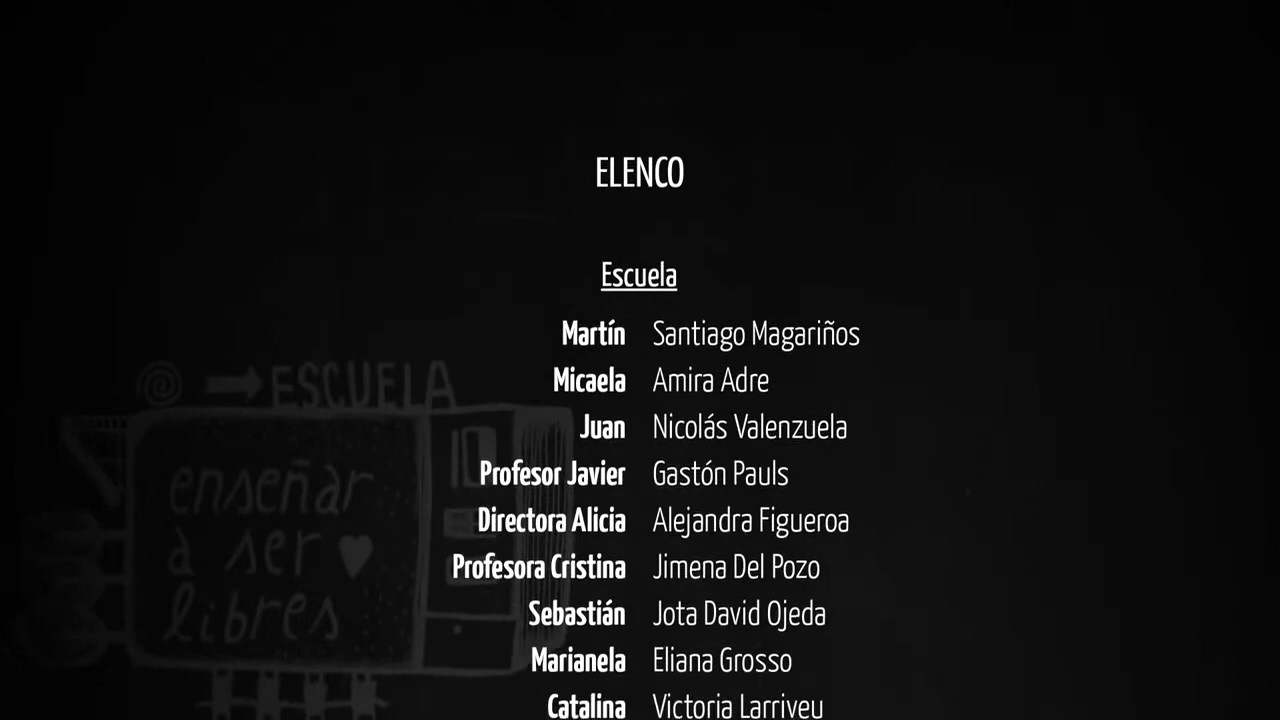 ELENCO
Escuela
Martín Santiago Magariños
Micaela Amira Adre
Juan Nicolás Valenzuela
Profesor Javier Gastón Pauls
Directora Alicia Alejandra Figueroa
Profesora Cristina Jimena Del Pozo
Sebastián Jota David Ojeda
Marianela Eliana Grosso
Catalina Victoria Larriveu
ESCUELA
enseñar
a ser
libres